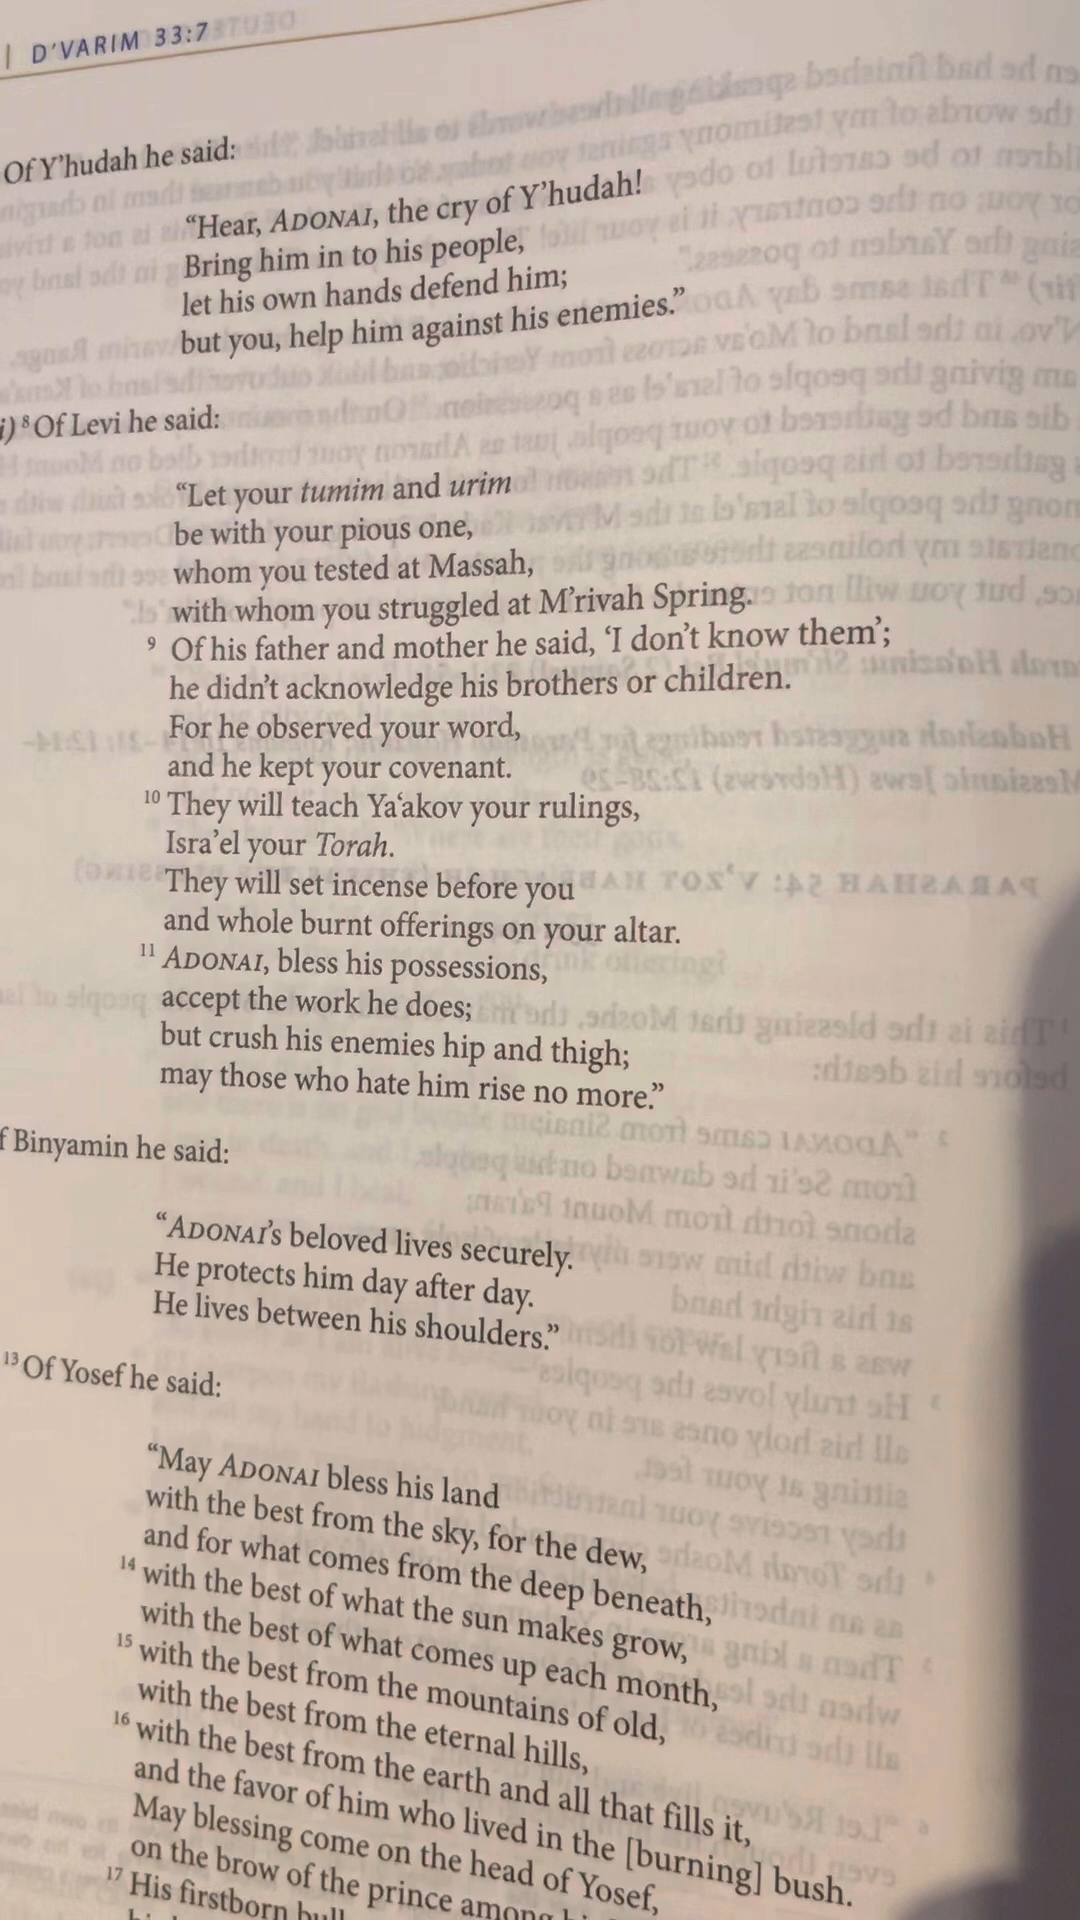 | D'VARIM 33:7
Of Y'hudah he said:
“Hear, ADONAI, the cry of Y'hudah!
Bring him in to his people,
let his own hands defend him;
but you, help him against his enemies.”
i) 8 Of Levi he said:
“Let your tumim and urim
be with your pious one,
whom you tested at Massah,
with whom you struggled at M'rivah Spring.
9 Of his father and mother he said, ‘I don't know them’;
he didn't acknowledge his brothers or children.
For he observed your word,
and he kept your covenant.
10 They will teach Ya‘akov your rulings,
Isra'el your Torah.
They will set incense before you
and whole burnt offerings on your altar.
11 ADONAI, bless his possessions,
accept the work he does;
but crush his enemies hip and thigh;
may those who hate him rise no more.”
f Binyamin he said:
“ADONAI's beloved lives securely.
He protects him day after day.
He lives between his shoulders.”
13 Of Yosef he said:
“May ADONAI bless his land
with the best from the sky, for the dew,
and for what comes from the deep beneath,
14 with the best of what the sun makes grow,
with the best of what comes up each month,
15 with the best from the mountains of old,
with the best from the eternal hills,
16 with the best from the earth and all that fills it,
and the favor of him who lived in the [burning] bush.
May blessing come on the head of Yosef,
on the brow of the prince among
17 His firstborn bull